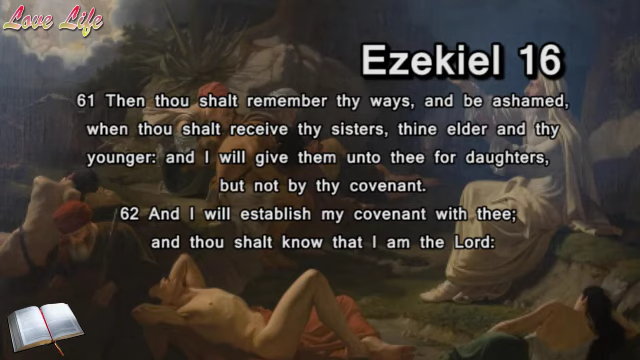 Love Life
Ezekiel 16
61 Then thou shalt remember thy ways, and be ashamed,
when thou shalt receive thy sisters, thine elder and thy
younger: and I will give them unto thee for daughters,
but not by thy covenant.
62 And I will establish my covenant with thee;
and thou shalt know that I am the Lord: